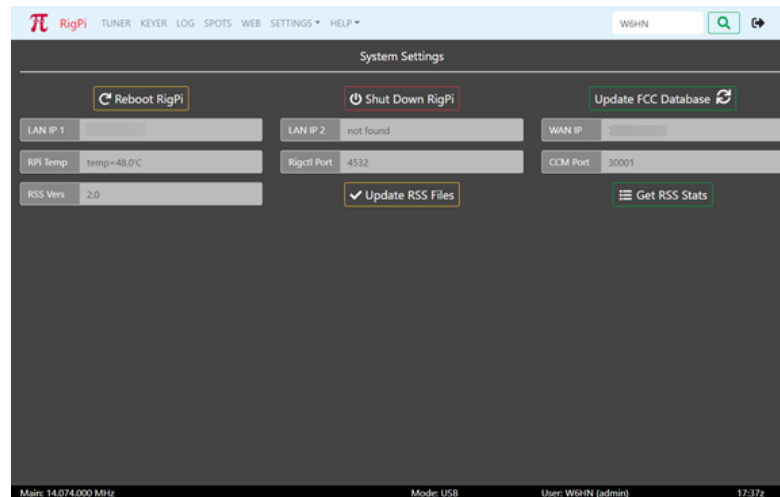 π RigPi TUNER KEYER LOG SPOTS WEB SETTINGS HELP W6HN
System Settings
Reboot RigPi Shut Down RigPi Update FCC Database
LAN IP 1 LAN IP 2 not found WAN IP
RPi Temp temp=48.0'C Rigctl Port 4532 CCM Port 30001
RSS Vers 2.0 Update RSS Files Get RSS Stats
Main: 14.074.000 MHz Mode: USB User: W6HN (admin) 17:37z